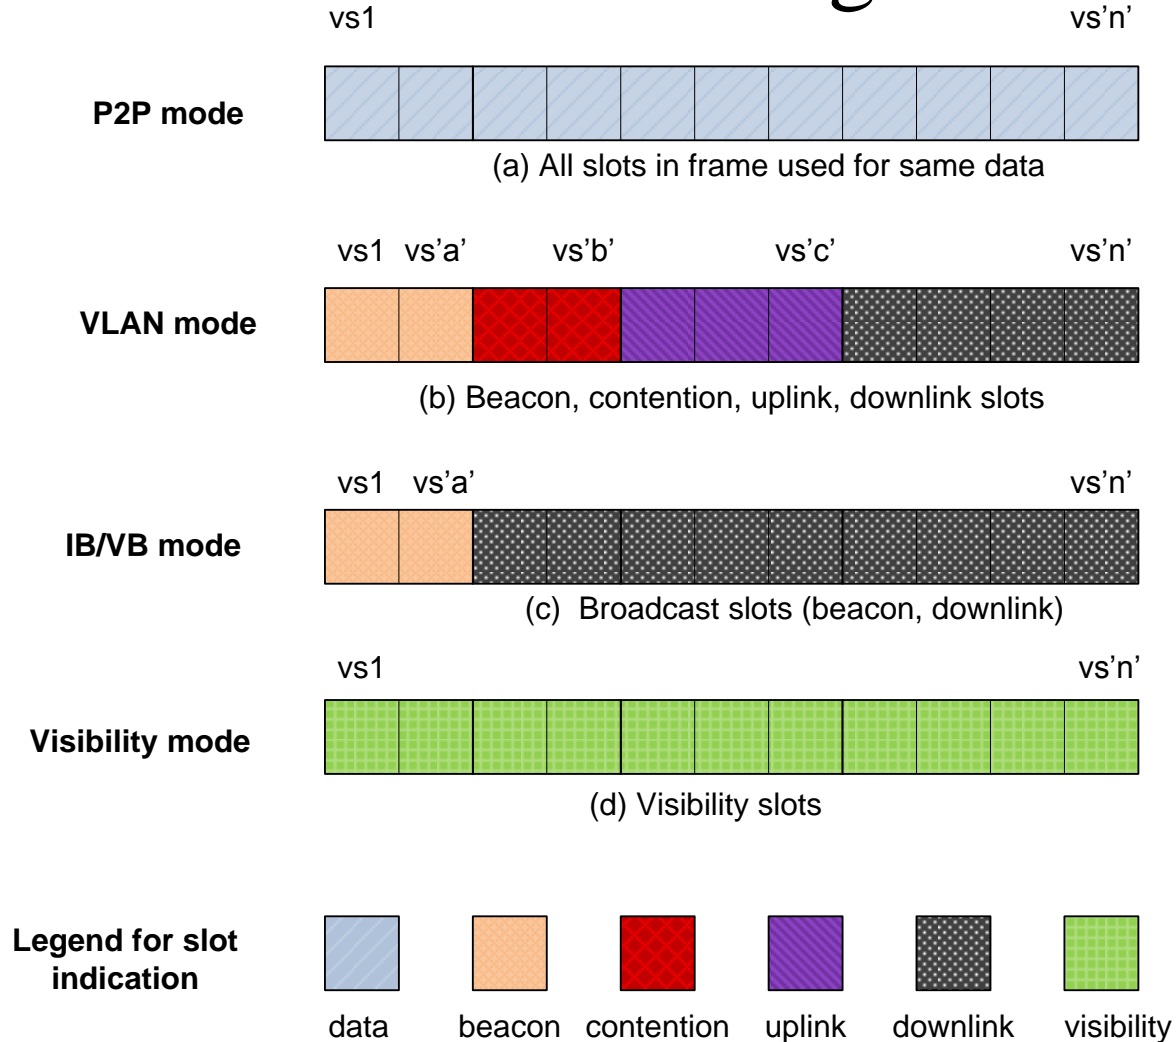 vs1 vs'n’
P2P mode
(a) All slots in frame used for same data
vs1 vs’a’ vs’b’ vs’c’ vs’n’
VLAN mode
(b) Beacon, contention, uplink, downlink slots
vs1 vs’a’ vs’n’
IB/VB mode
(c) Broadcast slots (beacon, downlink)
vs1 vs’n’
Visibility mode
(d) Visibility slots
Legend for slot
indication
data beacon contention uplink downlink visibility